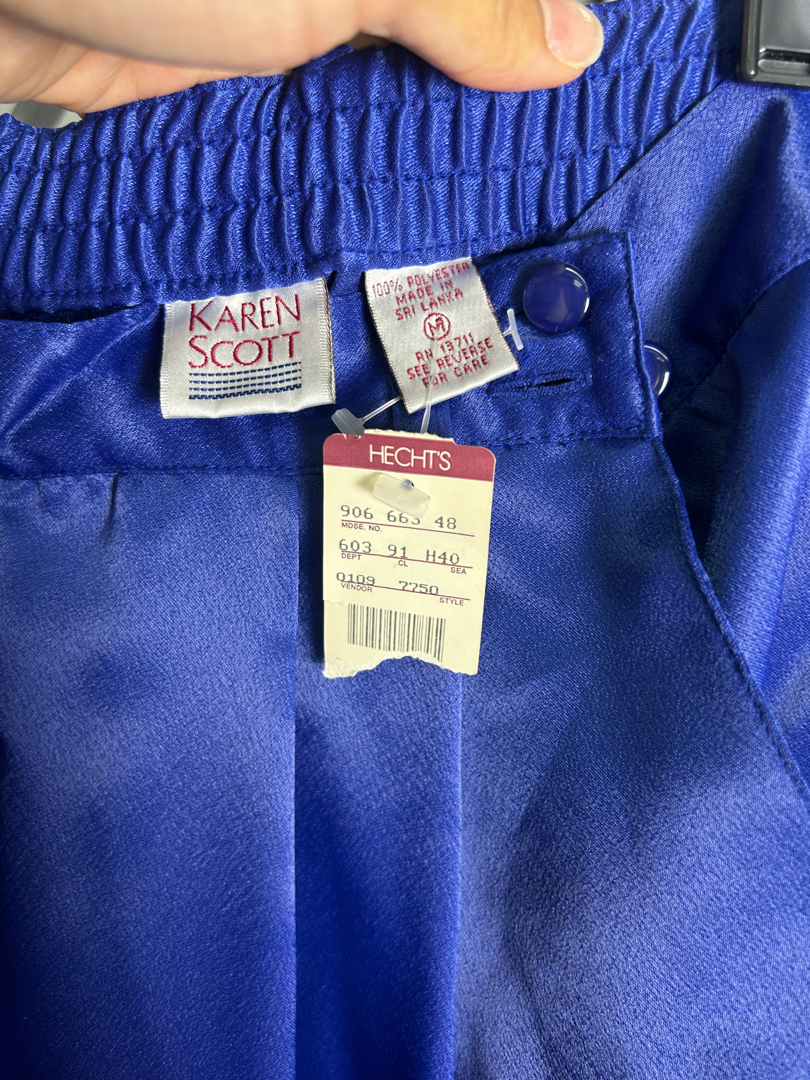 KAREN
SCOTT
100% POLYESTER
MADE IN
SRI LANKA
M
RN 13711
SEE REVERSE
FOR CARE
HECHT'S
906 663 48
MDSE. NO.
603 91 H40
DEPT CL SEA
0109 7750
VENDOR STYLE